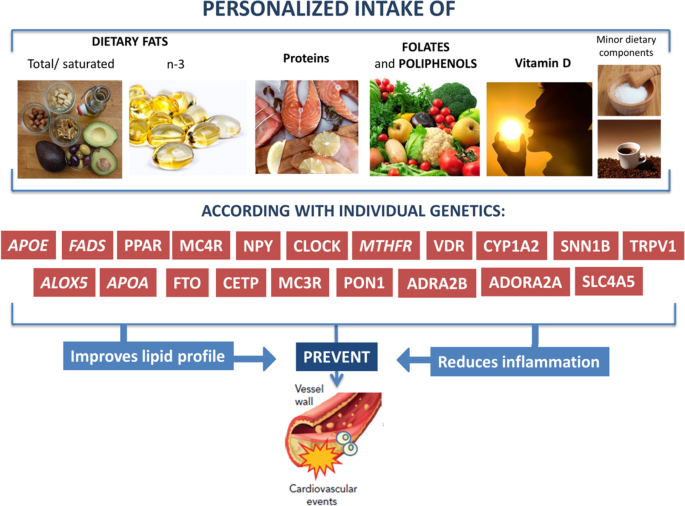 PERSONALIZED INTAKE OF
DIETARY FATS
Total/ saturated
n-3
Proteins
FOLATES
and POLIPHENOLS
Vitamin D
Minor dietary
components
ACCORDING WITH INDIVIDUAL GENETICS:
APOE FADS PPAR MC4R NPY CLOCK MTHFR VDR CYP1A2 SNN1B TRPV1
ALOX5 APOA FTO CETP MC3R PON1 ADRA2B ADORA2A SLC4A5
Improves lipid profile
PREVENT
Reduces inflammation
Vessel
wall
Cardiovascular
events